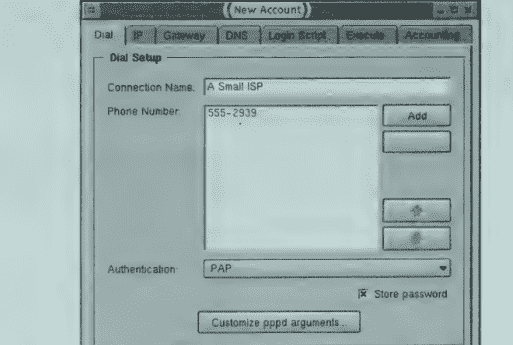 New Account
Dial IP Gateway DNS Login Script Execute Accounting
Dial Setup
Connection Name: A Small ISP
Phone Number: 555-2939
Add
Authentication: PAP
Store password
Customize pppd arguments...